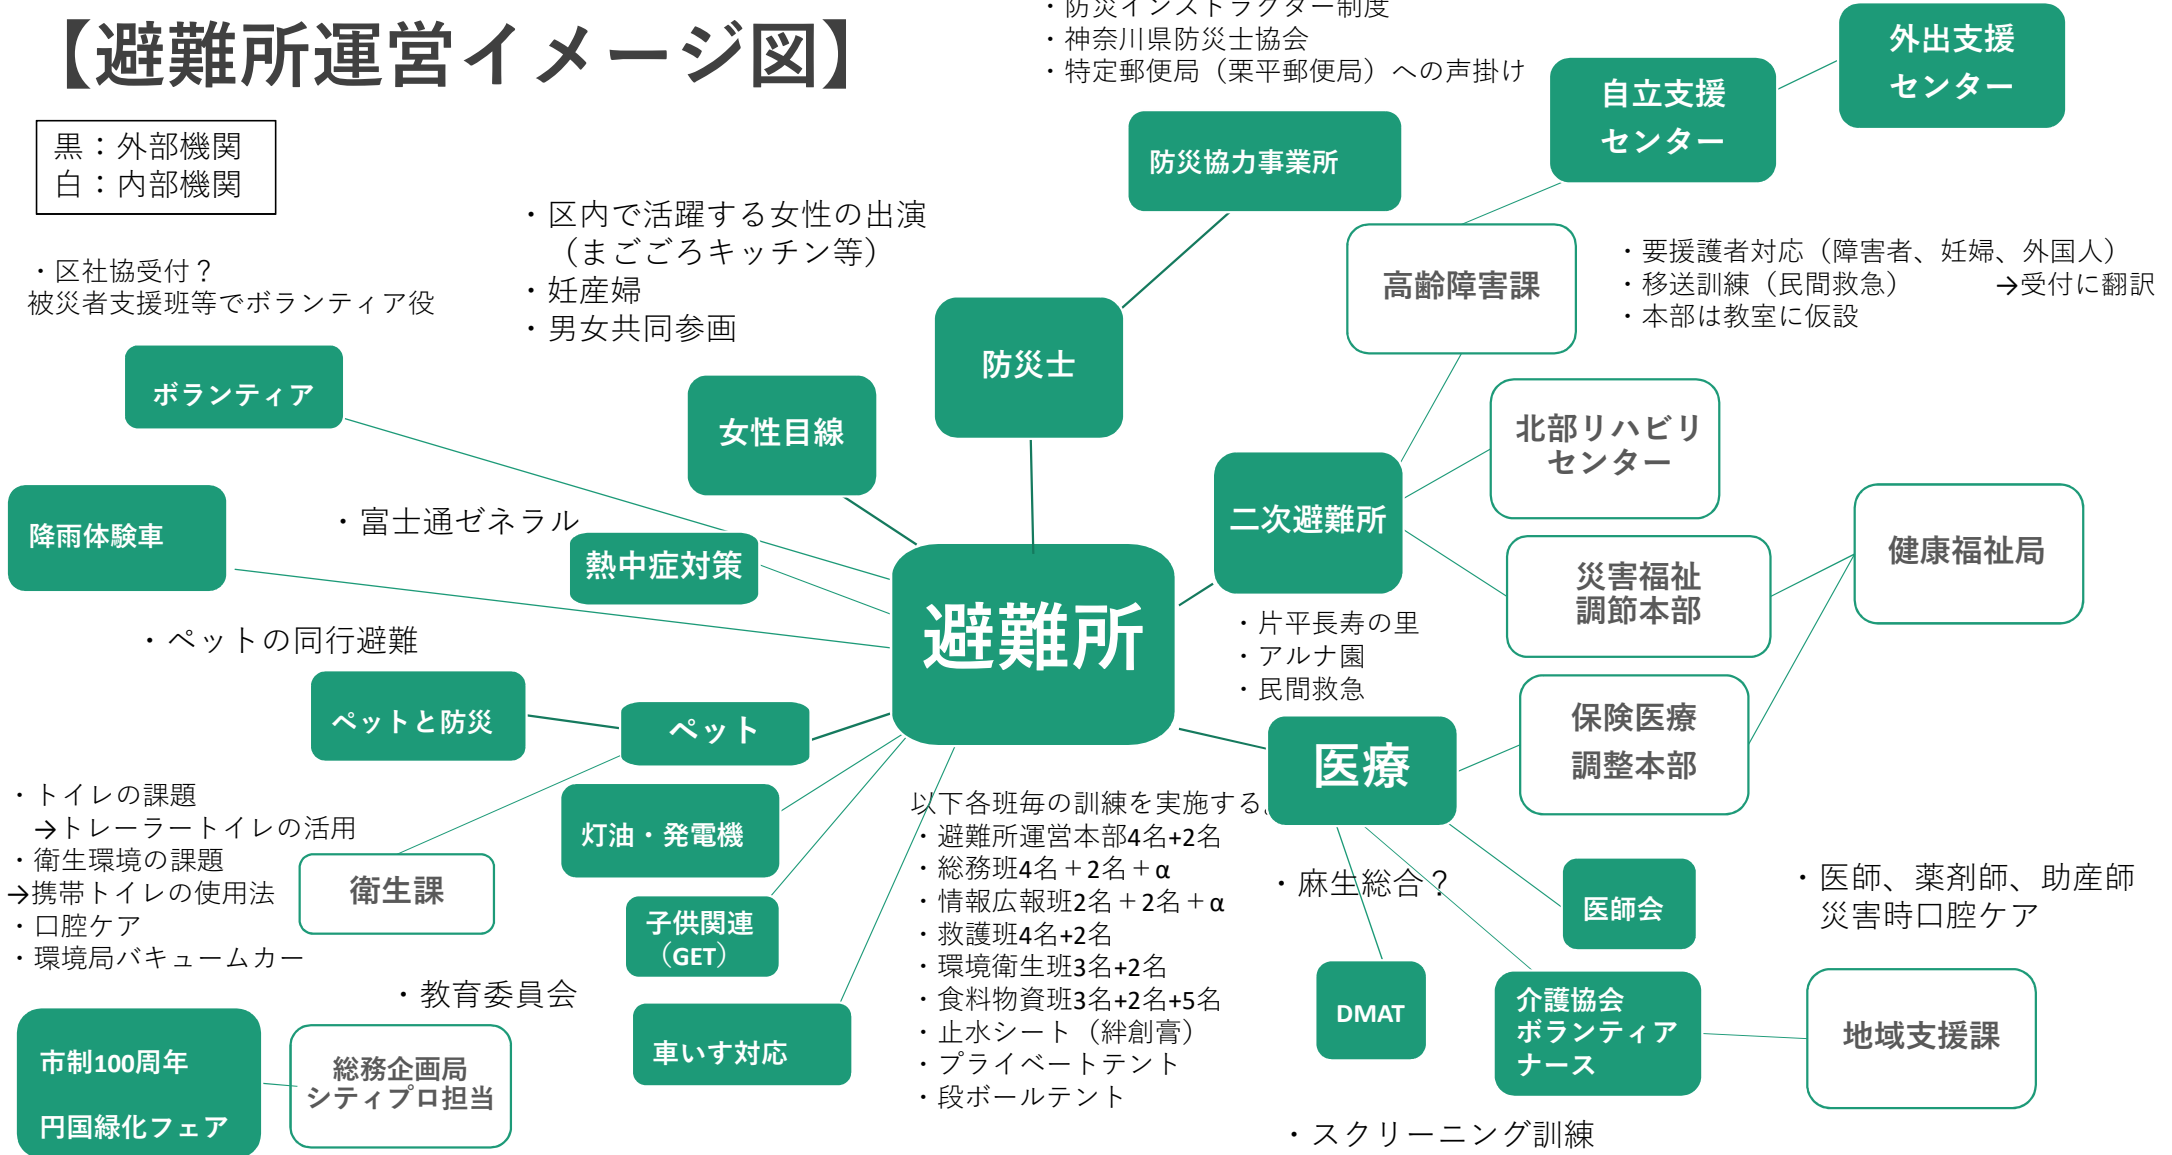 【避難所運営イメージ図】
・防災インストラクター制度
・神奈川県防災士協会
・特定郵便局（栗平郵便局）への声掛け
外出支援
センター
自立支援
センター
防災協力事業所
黒：外部機関
白：内部機関
・区内で活躍する女性の出演
（まごごろキッチン等）
・妊産婦
・男女共同参画
・区社協受付？
被災者支援班等でボランティア役
高齢障害課
・要援護者対応（障害者、妊婦、外国人）
・移送訓練（民間救急）　→受付に翻訳
・本部は教室に仮設
防災士
ボランティア
女性目線
北部リハビリ
センター
二次避難所
降雨体験車
・富士通ゼネラル
熱中症対策
健康福祉局
災害福祉
調節本部
避難所
・片平長寿の里
・アルナ園
・民間救急
・ペットの同行避難
ペットと防災
ペット
保険医療
調整本部
医療
・トイレの課題
→トレーラートイレの活用
・衛生環境の課題
→携帯トイレの使用法
・口腔ケア
・環境局バキュームカー
衛生課
灯油・発電機
以下各班毎の訓練を実施する。
・避難所運営本部4名+2名
・総務班4名＋2名＋α
・情報広報班2名＋2名＋α
・救護班4名+2名
・環境衛生班3名+2名
・食料物資班3名+2名+5名
・止水シート（絆創膏）
・プライベートテント
・段ボールテント
・麻生総合？
医師会
・医師、薬剤師、助産師
災害時口腔ケア
子供関連
（GET）
・教育委員会
DMAT
介護協会
ボランティア
ナース
地域支援課
車いす対応
市制100周年
円国緑化フェア
総務企画局
シティプロ担当
・スクリーニング訓練